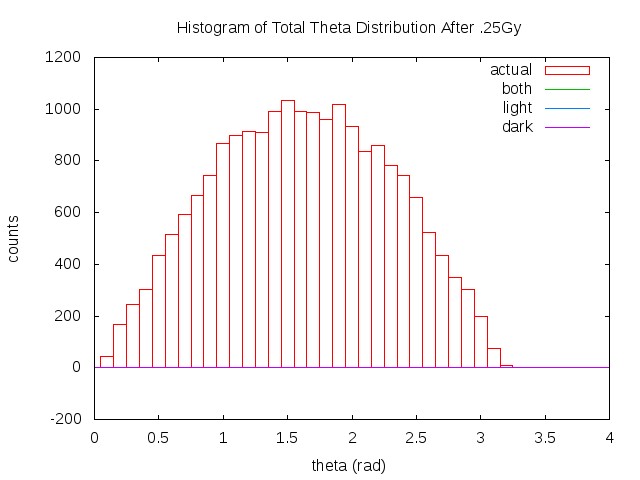 Histogram of Total Theta Distribution After .25Gy
1200
1000
800
600
400
200
0
-200
counts
actual
both
light
dark
0 0.5 1 1.5 2 2.5 3 3.5 4
theta (rad)